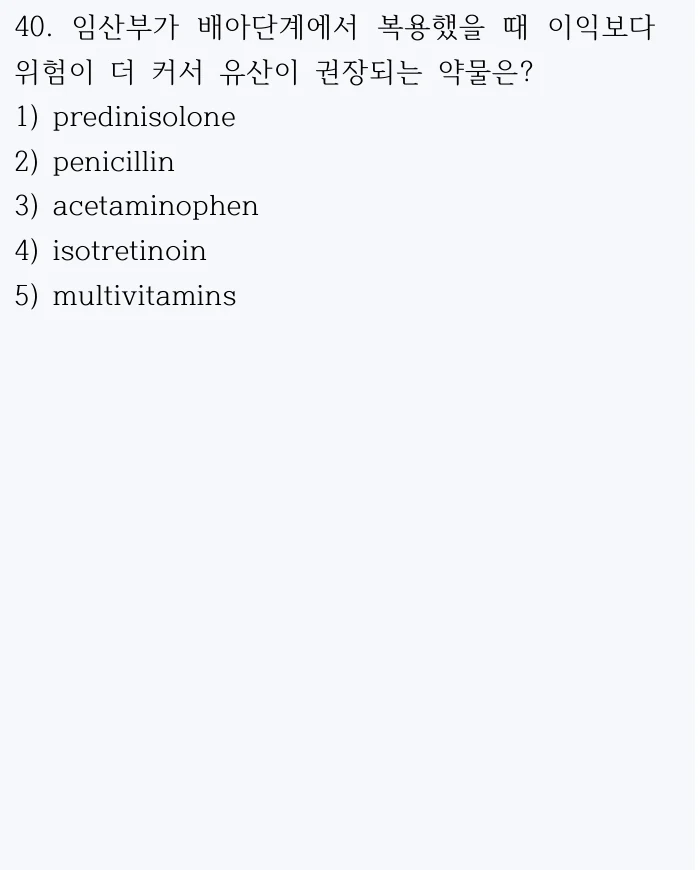 40. 임산부가 배아단계에서 복용했을 때 이익보다
위험이 더 커서 유산이 권장되는 약물은?
1) predinisolone
2) penicillin
3) acetaminophen
4) isotretinoin
5) multivitamins